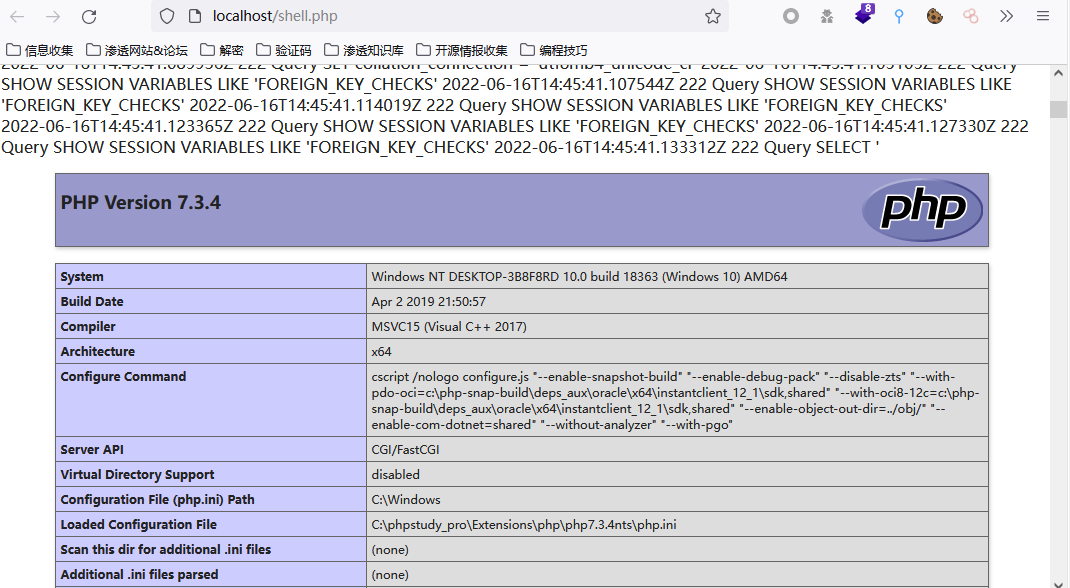 localhost/shell.php
8
信息收集 渗透网站&论坛 解密 验证码 渗透知识库 开源情报收集 编程技巧
SHOW SESSION VARIABLES LIKE 'FOREIGN_KEY_CHECKS' 2022-06-16T14:45:41.107544Z 222 Query SHOW SESSION VARIABLES LIKE
'FOREIGN_KEY_CHECKS' 2022-06-16T14:45:41.114019Z 222 Query SHOW SESSION VARIABLES LIKE 'FOREIGN_KEY_CHECKS'
2022-06-16T14:45:41.123365Z 222 Query SHOW SESSION VARIABLES LIKE 'FOREIGN_KEY_CHECKS' 2022-06-16T14:45:41.127330Z 222
Query SHOW SESSION VARIABLES LIKE 'FOREIGN_KEY_CHECKS' 2022-06-16T14:45:41.133312Z 222 Query SELECT '
PHP Version 7.3.4
php
System Windows NT DESKTOP-3B8F8RD 10.0 build 18363 (Windows 10) AMD64
Build Date Apr 2 2019 21:50:57
Compiler MSVC15 (Visual C++ 2017)
Architecture x64
Configure Command cscript /nologo configure.js "--enable-snapshot-build" "--enable-debug-pack" "--disable-zts" "--with-
pdo-oci=c:\php-snap-build\deps_aux\oracle\x64\instantclient_12_1\sdk,shared" "--with-oci8-12c=c:\php-
snap-build\deps_aux\oracle\x64\instantclient_12_1\sdk,shared" "--enable-object-out-dir=../obj/" "--
enable-com-dotnet=shared" "--without-analyzer" "--with-pgo"
Server API CGI/FastCGI
Virtual Directory Support disabled
Configuration File (php.ini) Path C:\Windows
Loaded Configuration File C:\phpstudy_pro\Extensions\php\php7.3.4nts\php.ini
Scan this dir for additional .ini files (none)
Additional .ini files parsed (none)